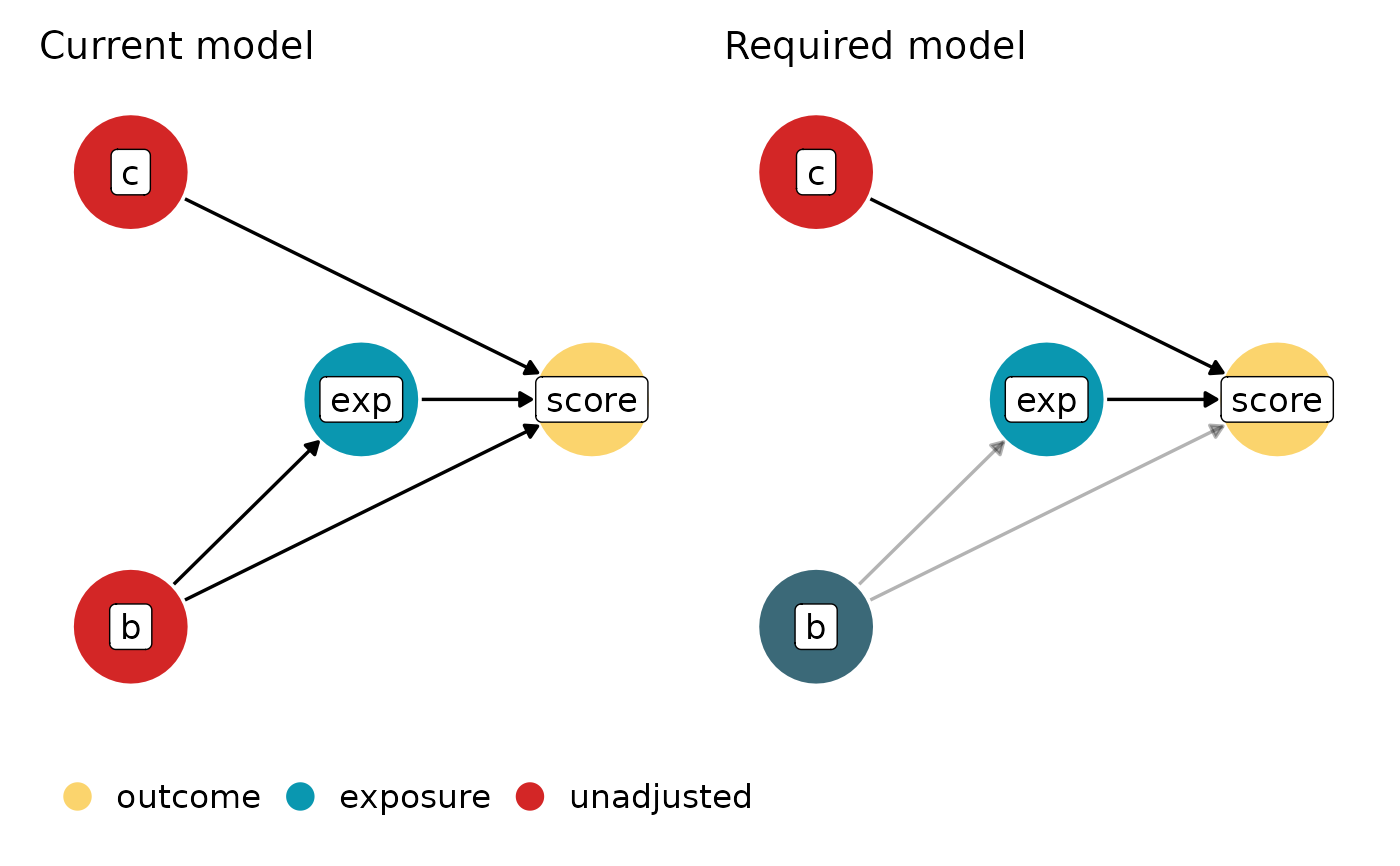 Current model
Required model
c
c
exp
score
exp
score
b
b
outcome
exposure
unadjusted